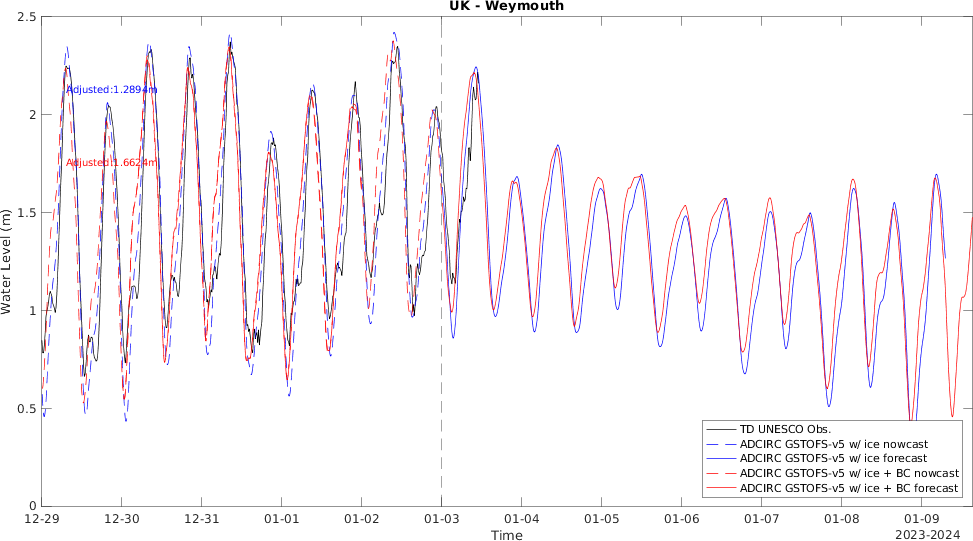 UK - Weymouth
2.5
2
1.5
1
0.5
0
Water Level (m)
Adjusted:1.2894m
Adjusted:1.6624m
TD UNESCO Obs.
ADCIRC GSTOFS-v5 w/ ice nowcast
ADCIRC GSTOFS-v5 w/ ice forecast
ADCIRC GSTOFS-v5 w/ ice + BC nowcast
ADCIRC GSTOFS-v5 w/ ice + BC forecast
12-29 12-30 12-31 01-01 01-02 01-03 01-04 01-05 01-06 01-07 01-08 01-09
Time
2023-2024